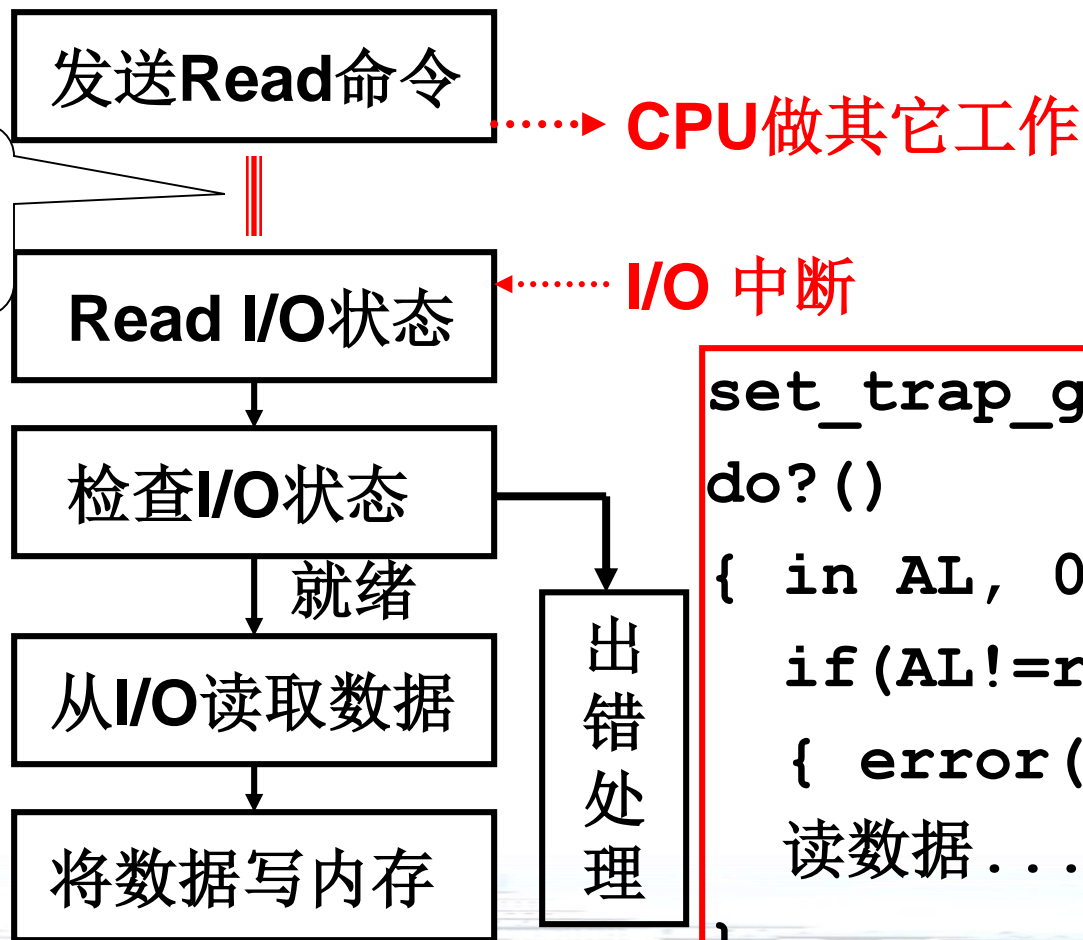 发送Read命令
CPU做其它工作
I/O 中断
Read I/O状态
检查I/O状态
就绪
从I/O读取数据
将数据写内存
出错处理
set_trap_g
do?()
{ in AL, 0
if(AL!=r
{ error(
读数据...
}